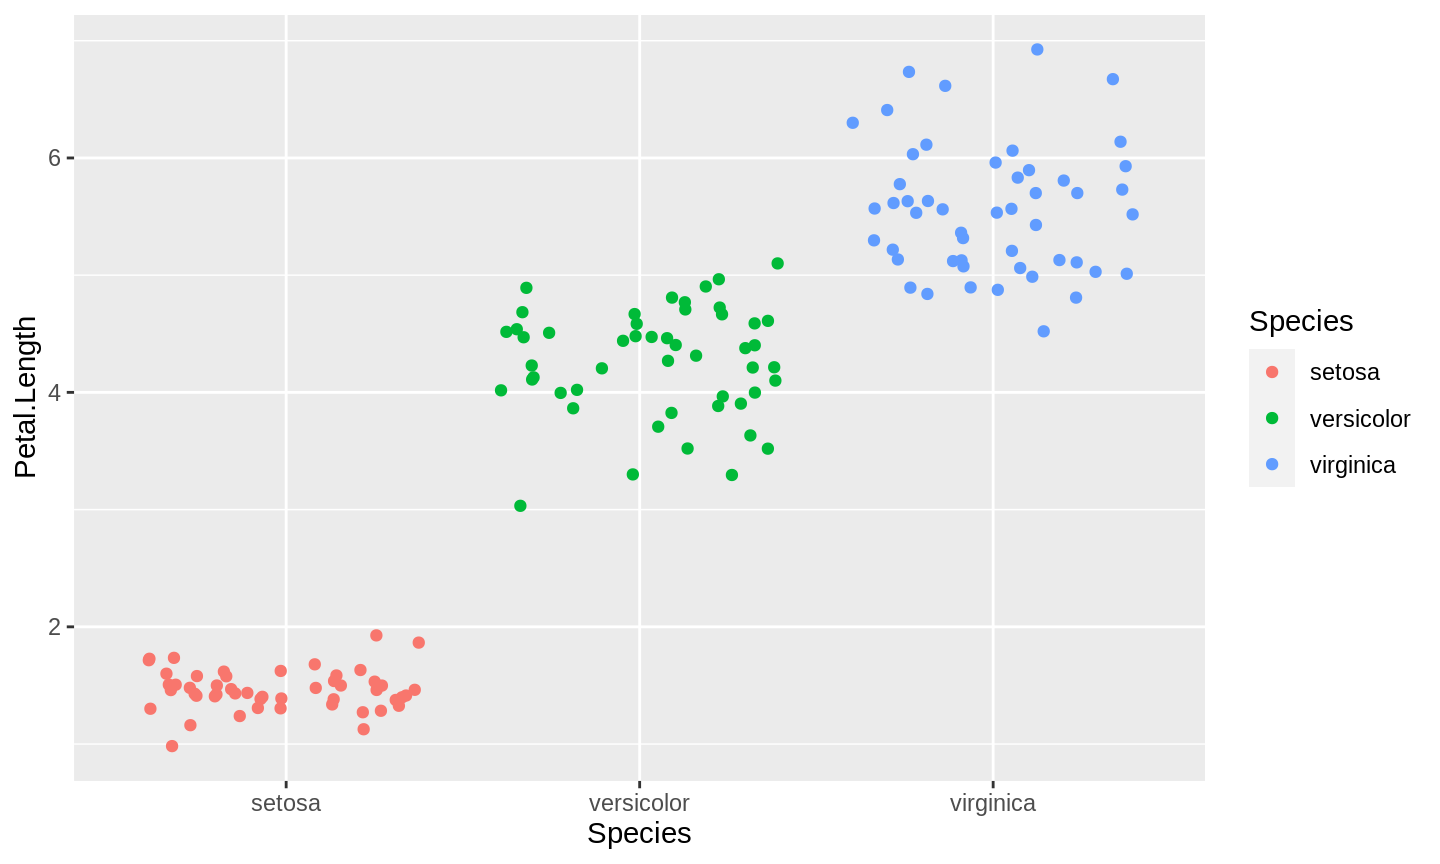 Petal.Length
6
4
2
setosa
versicolor
virginica
Species
Species
setosa
versicolor
virginica